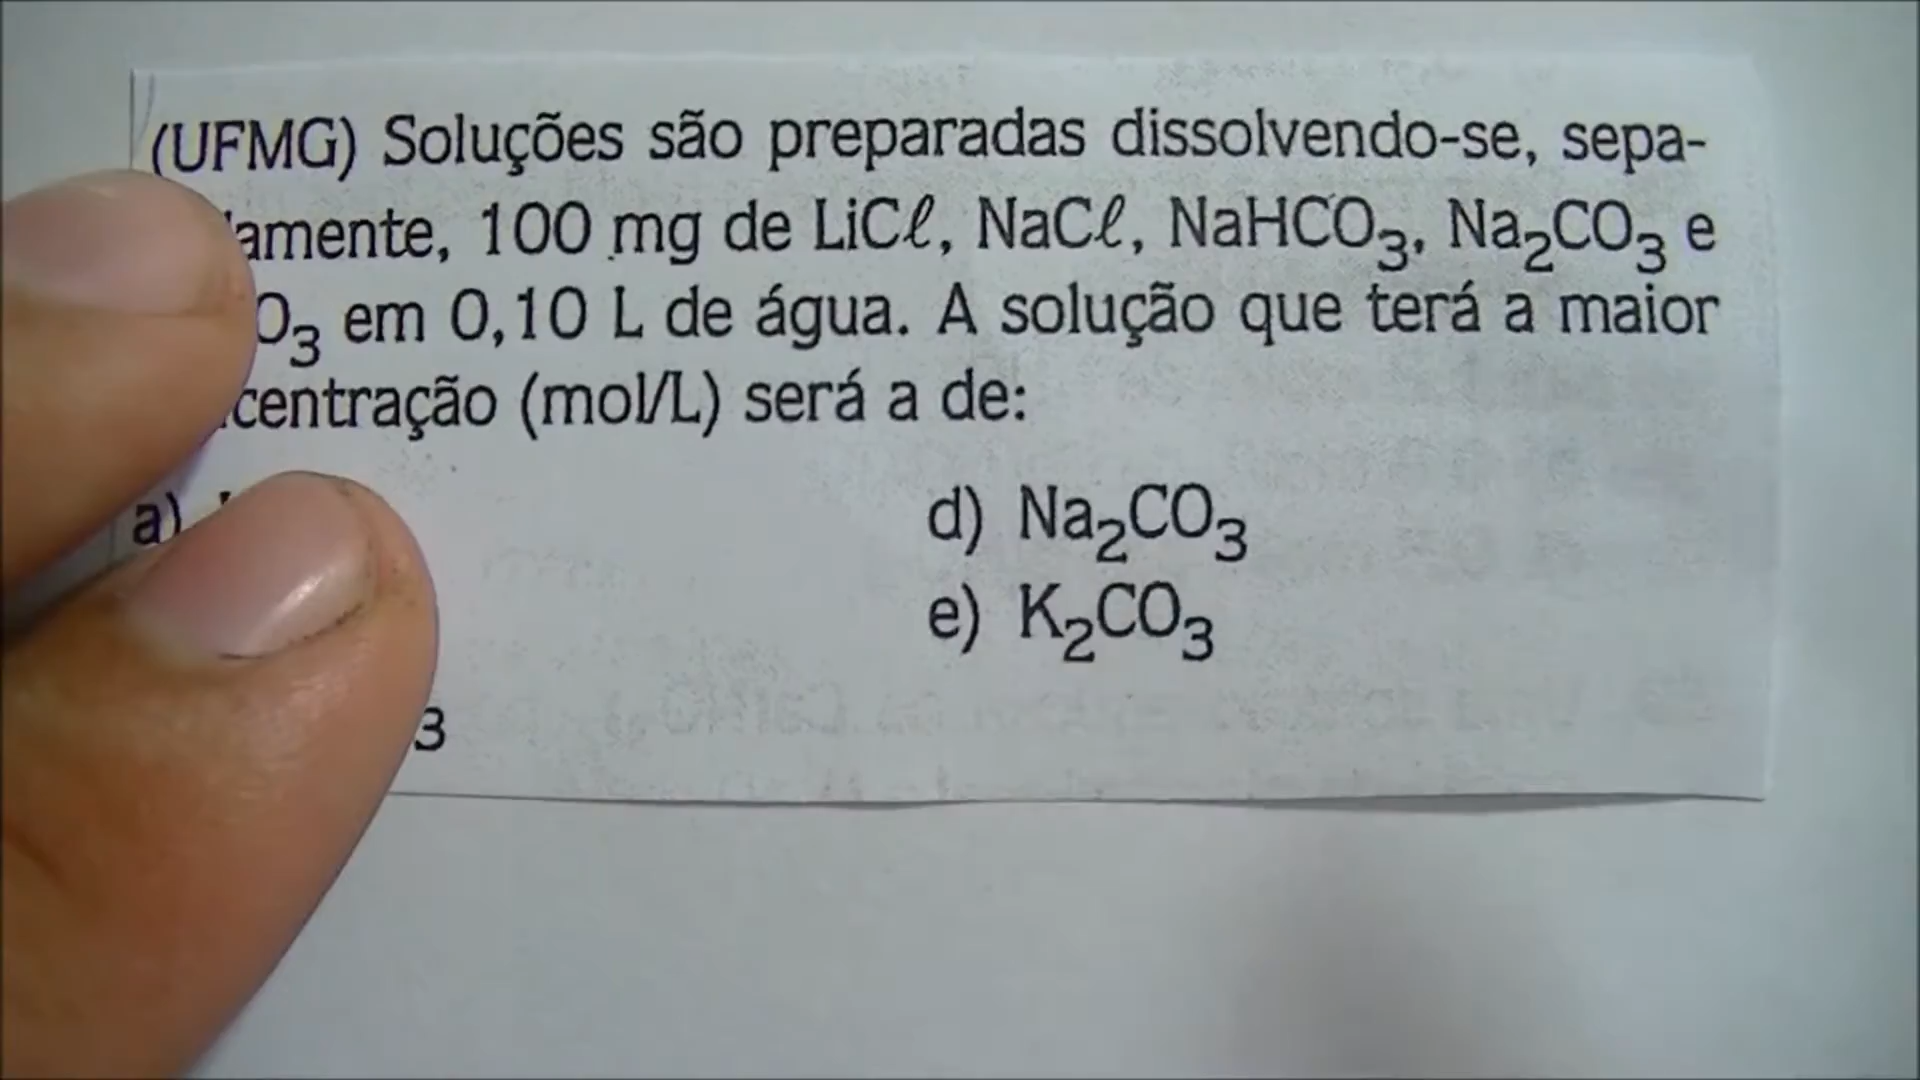 (UFMG) Soluções são preparadas dissolvendo-se, sepa-
amente, 100 mg de LiCℓ, NaCℓ, NaHCO₃, Na₂CO₃ e
O₃ em 0,10 L de água. A solução que terá a maior
centração (mol/L) será a de:
a)
d) Na₂CO₃
e) K₂CO₃
3